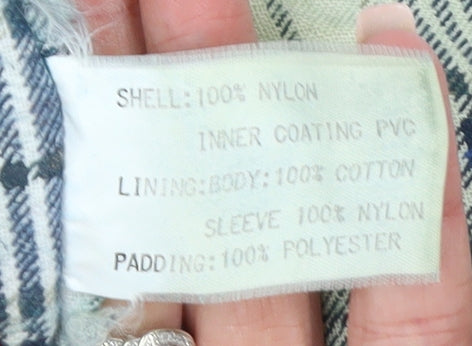 SHELL:100% NYLON
INNER COATING PVC
LINING:BODY:100% COTTON
SLEEVE 100% NYLON
PADDING:100% POLYESTER